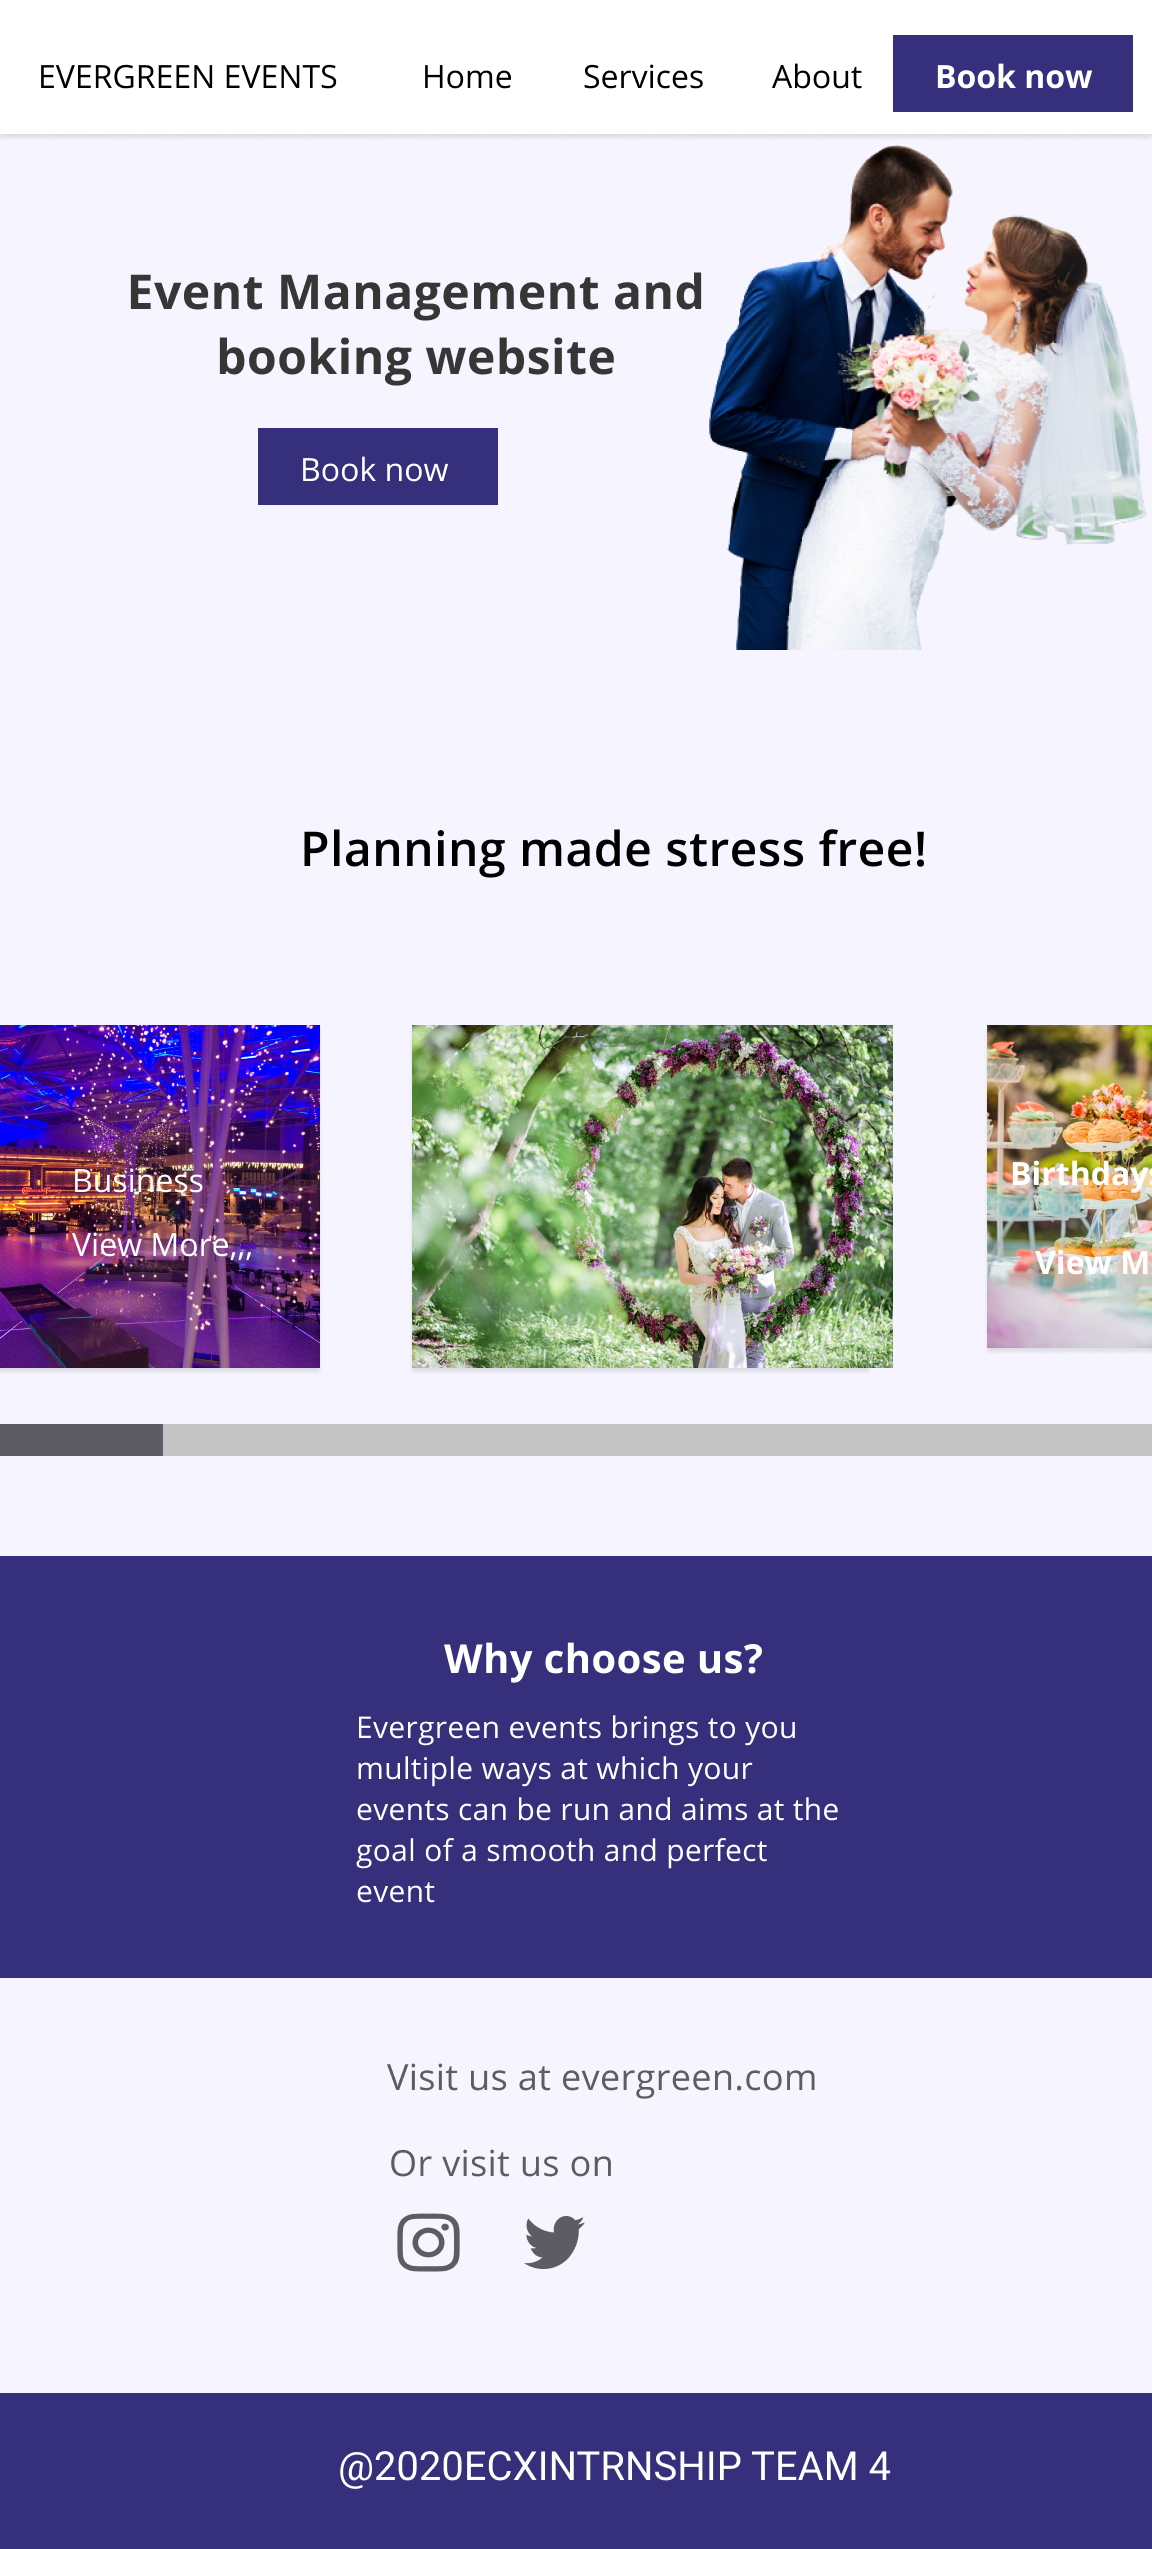 EVERGREEN EVENTS Home Services About Book now
Event Management and
booking website
Book now
Planning made stress free!
Business
View More,,,
Birthdays
View M
Why choose us?
Evergreen events brings to you
multiple ways at which your
events can be run and aims at the
goal of a smooth and perfect
event
Visit us at evergreen.com
Or visit us on
@2020ECXINTRNSHIP TEAM 4